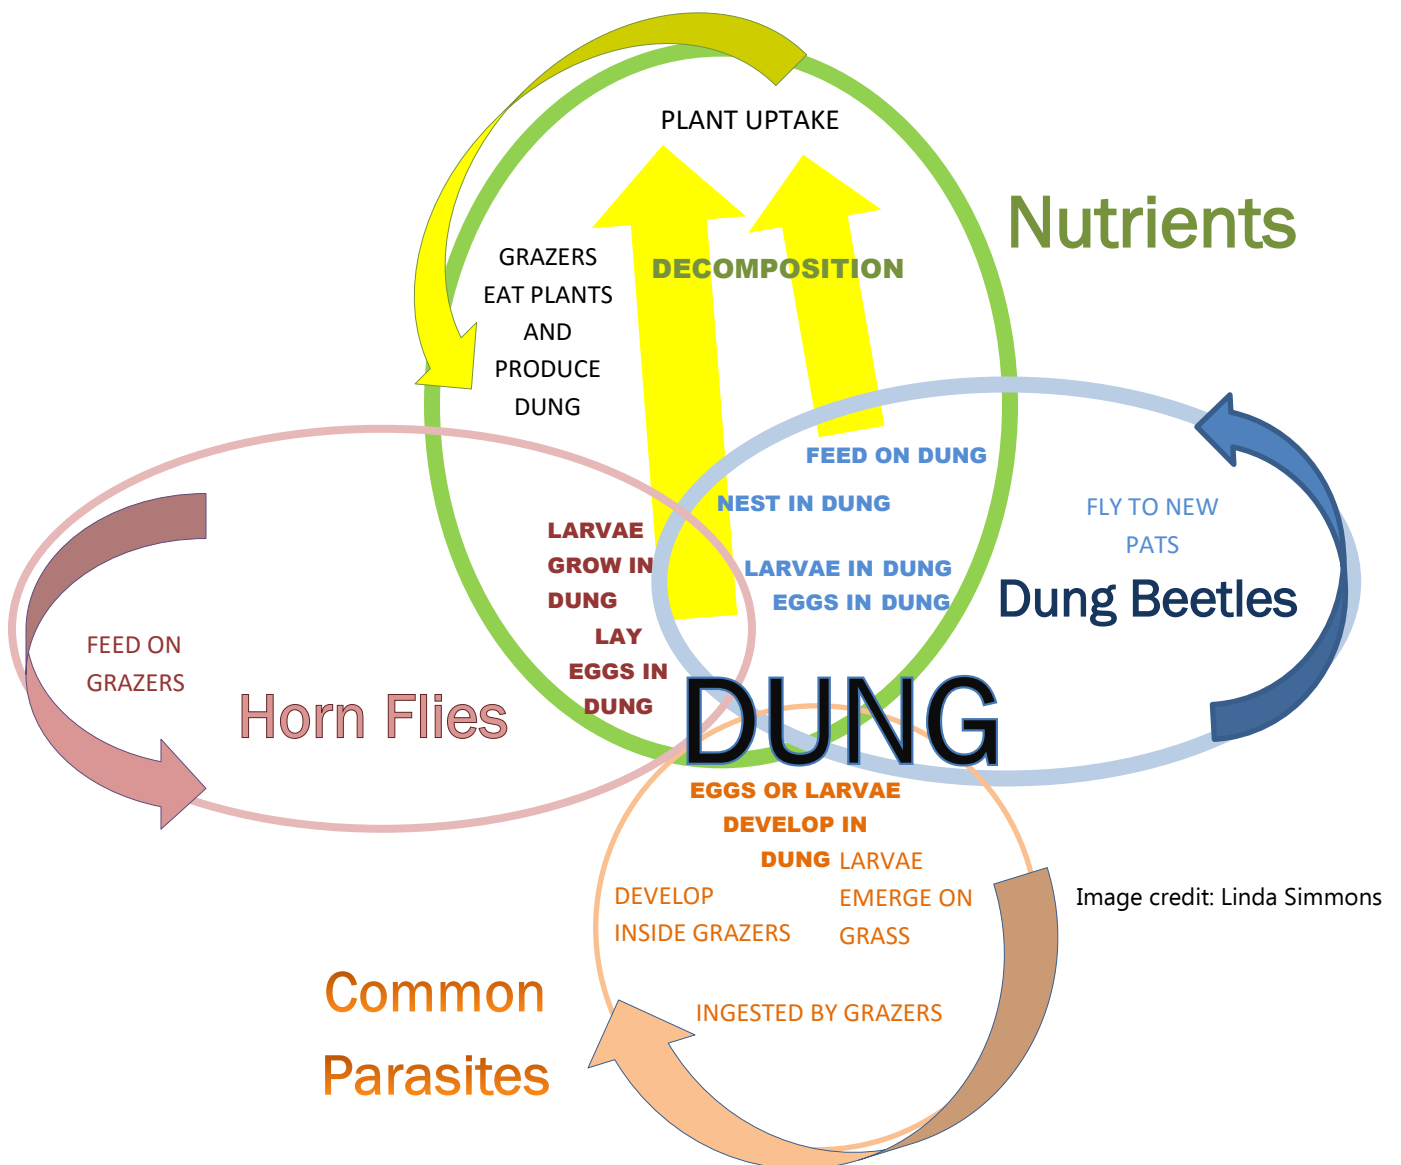 PLANT UPTAKE
Nutrients
GRAZERS
EAT PLANTS
AND
PRODUCE
DUNG
DECOMPOSITION
FEED ON DUNG
NEST IN DUNG
LARVAE IN DUNG
EGGS IN DUNG
FLY TO NEW
PATS
Dung Beetles
LARVAE
GROW IN
DUNG
LAY
EGGS IN
DUNG
FEED ON
GRAZERS
Horn Flies
DUNG
EGGS OR LARVAE
DEVELOP IN
DUNG
LARVAE
EMERGE ON
GRASS
DEVELOP
INSIDE GRAZERS
INGESTED BY GRAZERS
Common
Parasites
Image credit: Linda Simmons